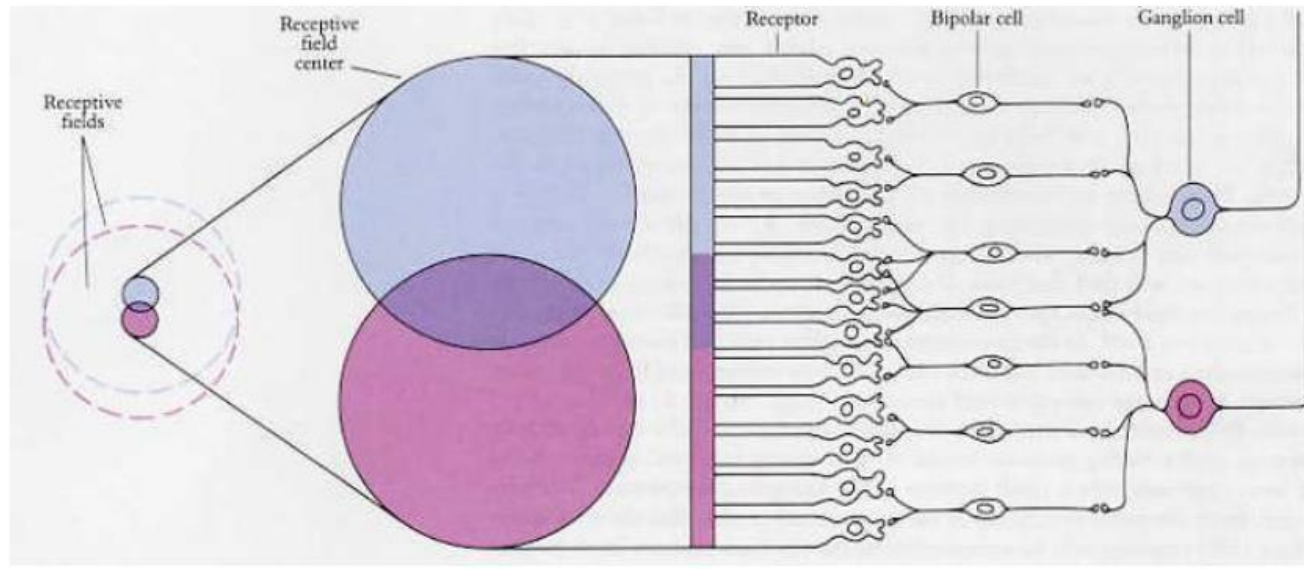 Receptive
field
center
Receptor
Bipolar cell
Ganglion cell
Receptive
fields